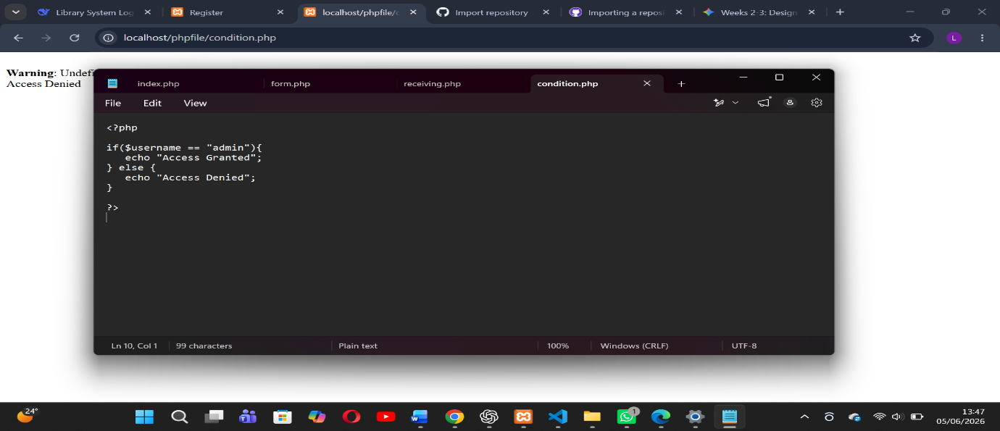 Library System Log
Register
localhost/phpfile/c
Import repository
Importing a repos
Weeks 2-3: Design
localhost/phpfile/condition.php
L
Warning: Undefi
Access Denied
index.php
form.php
receiving.php
condition.php
File
Edit
View
<?php
if($username == "admin"){
echo "Access Granted";
} else {
echo "Access Denied";
}
?>
Ln 10, Col 1
99 characters
Plain text
100%
Windows (CRLF)
UTF-8
24°
1
13:47
05/06/2026